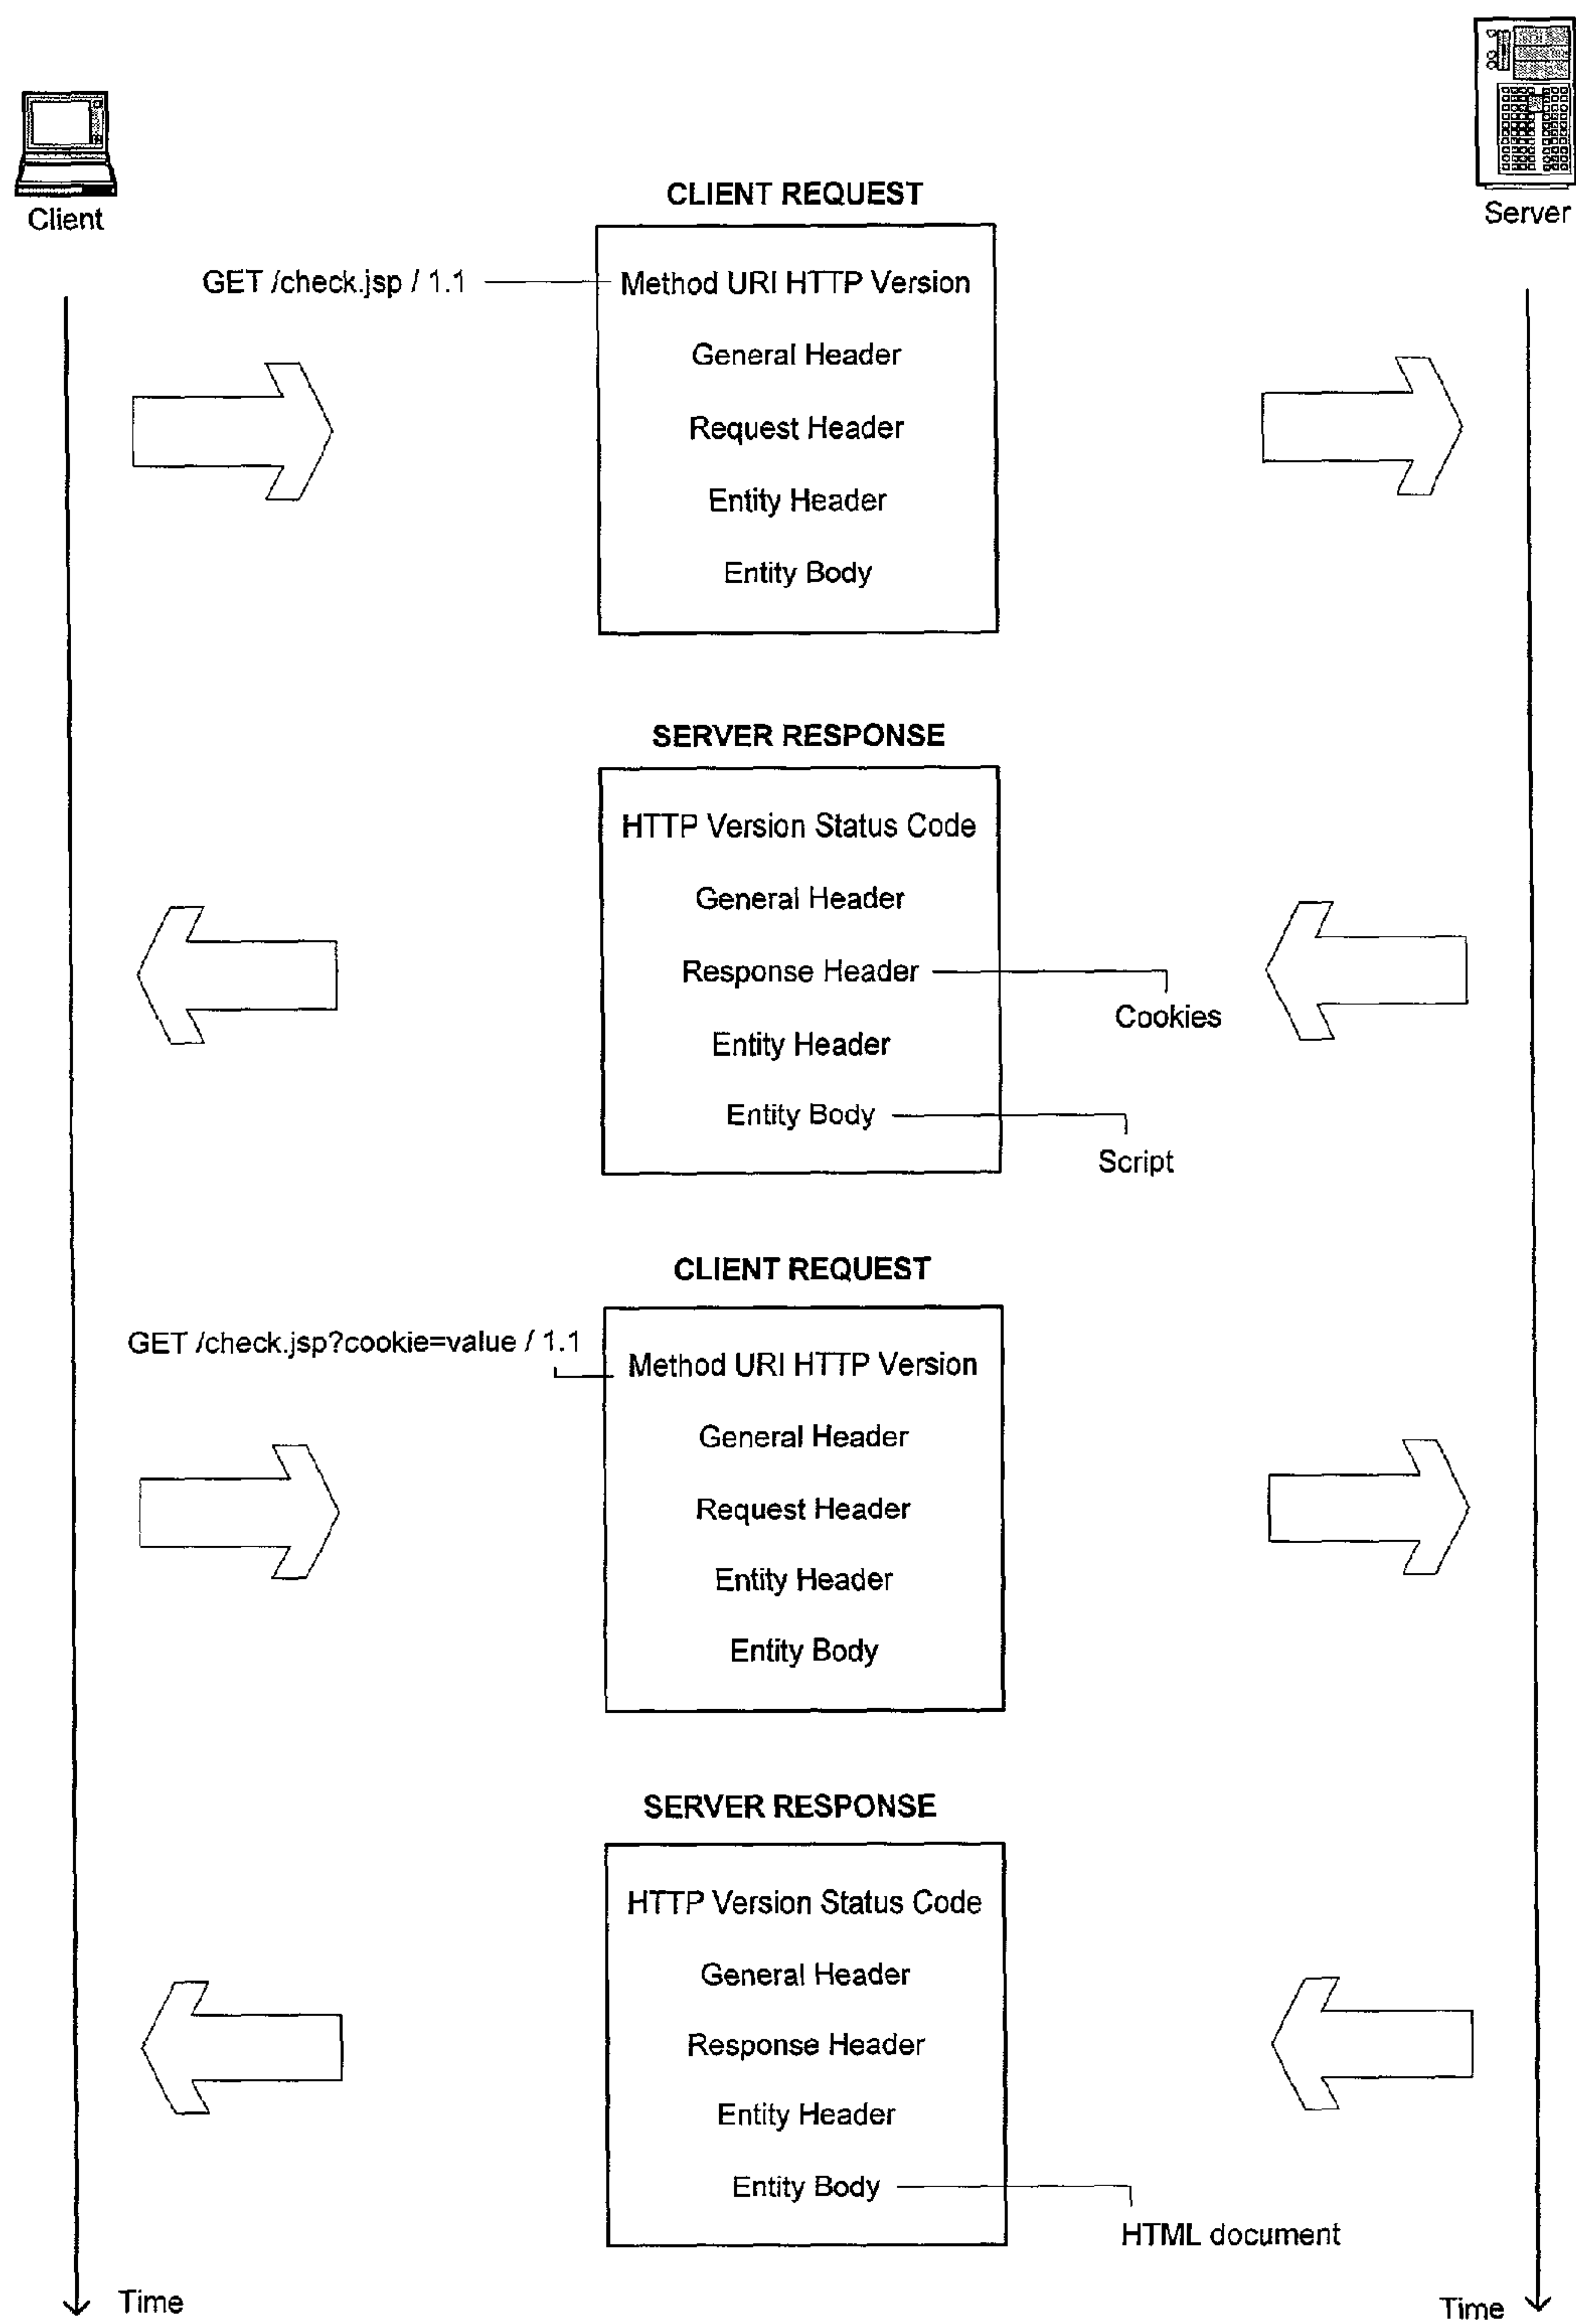 Client
Server
CLIENT REQUEST
GET /check.jsp / 1.1
Method URI HTTP Version
General Header
Request Header
Entity Header
Entity Body
SERVER RESPONSE
HTTP Version Status Code
General Header
Response Header
Cookies
Entity Header
Entity Body
Script
CLIENT REQUEST
GET /check.jsp?cookie=value / 1.1
Method URI HTTP Version
General Header
Request Header
Entity Header
Entity Body
SERVER RESPONSE
HTTP Version Status Code
General Header
Response Header
Entity Header
Entity Body
HTML document
Time
Time